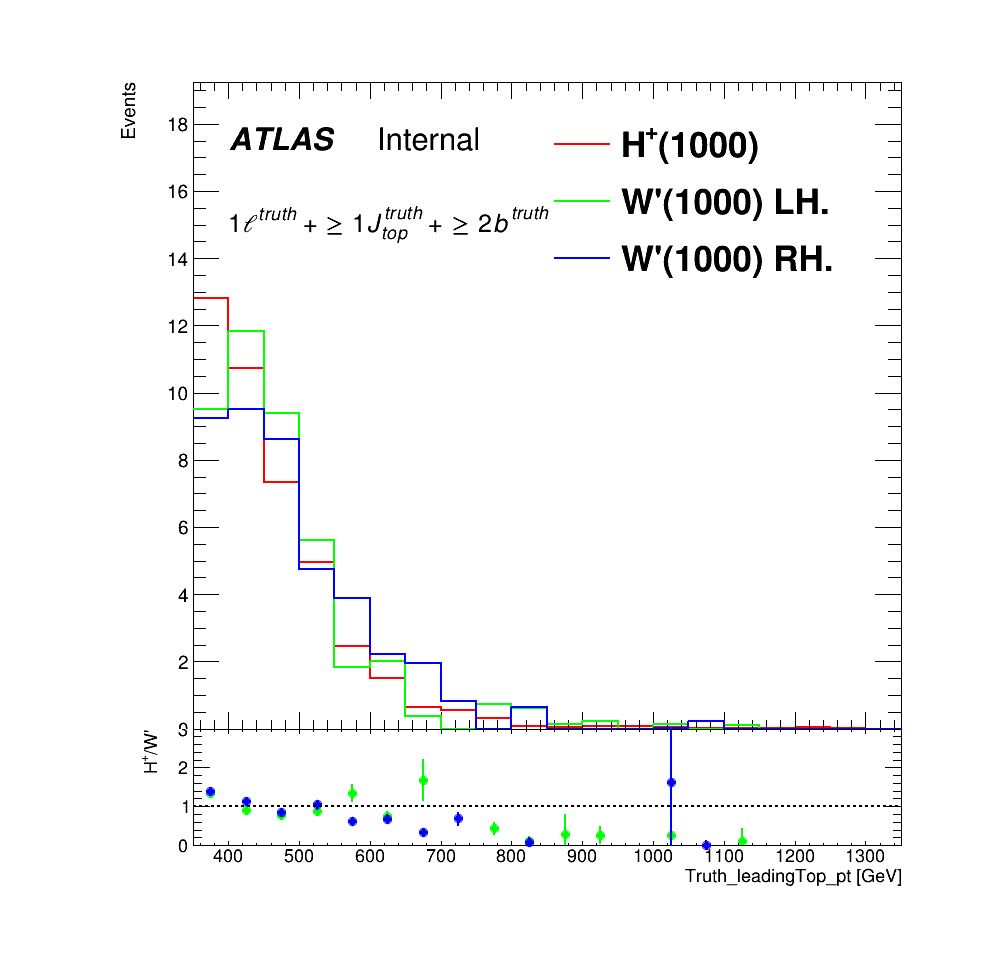 Events
18
16
14
12
10
8
6
4
2
0
ATLAS Internal
1ℓ^truth + ≥ 1J_top^truth + ≥ 2b^truth
H⁺(1000)
W'(1000) LH.
W'(1000) RH.
H⁺/W'
3
2
1
0
400 500 600 700 800 900 1000 1100 1200 1300
Truth_leadingTop_pt [GeV]